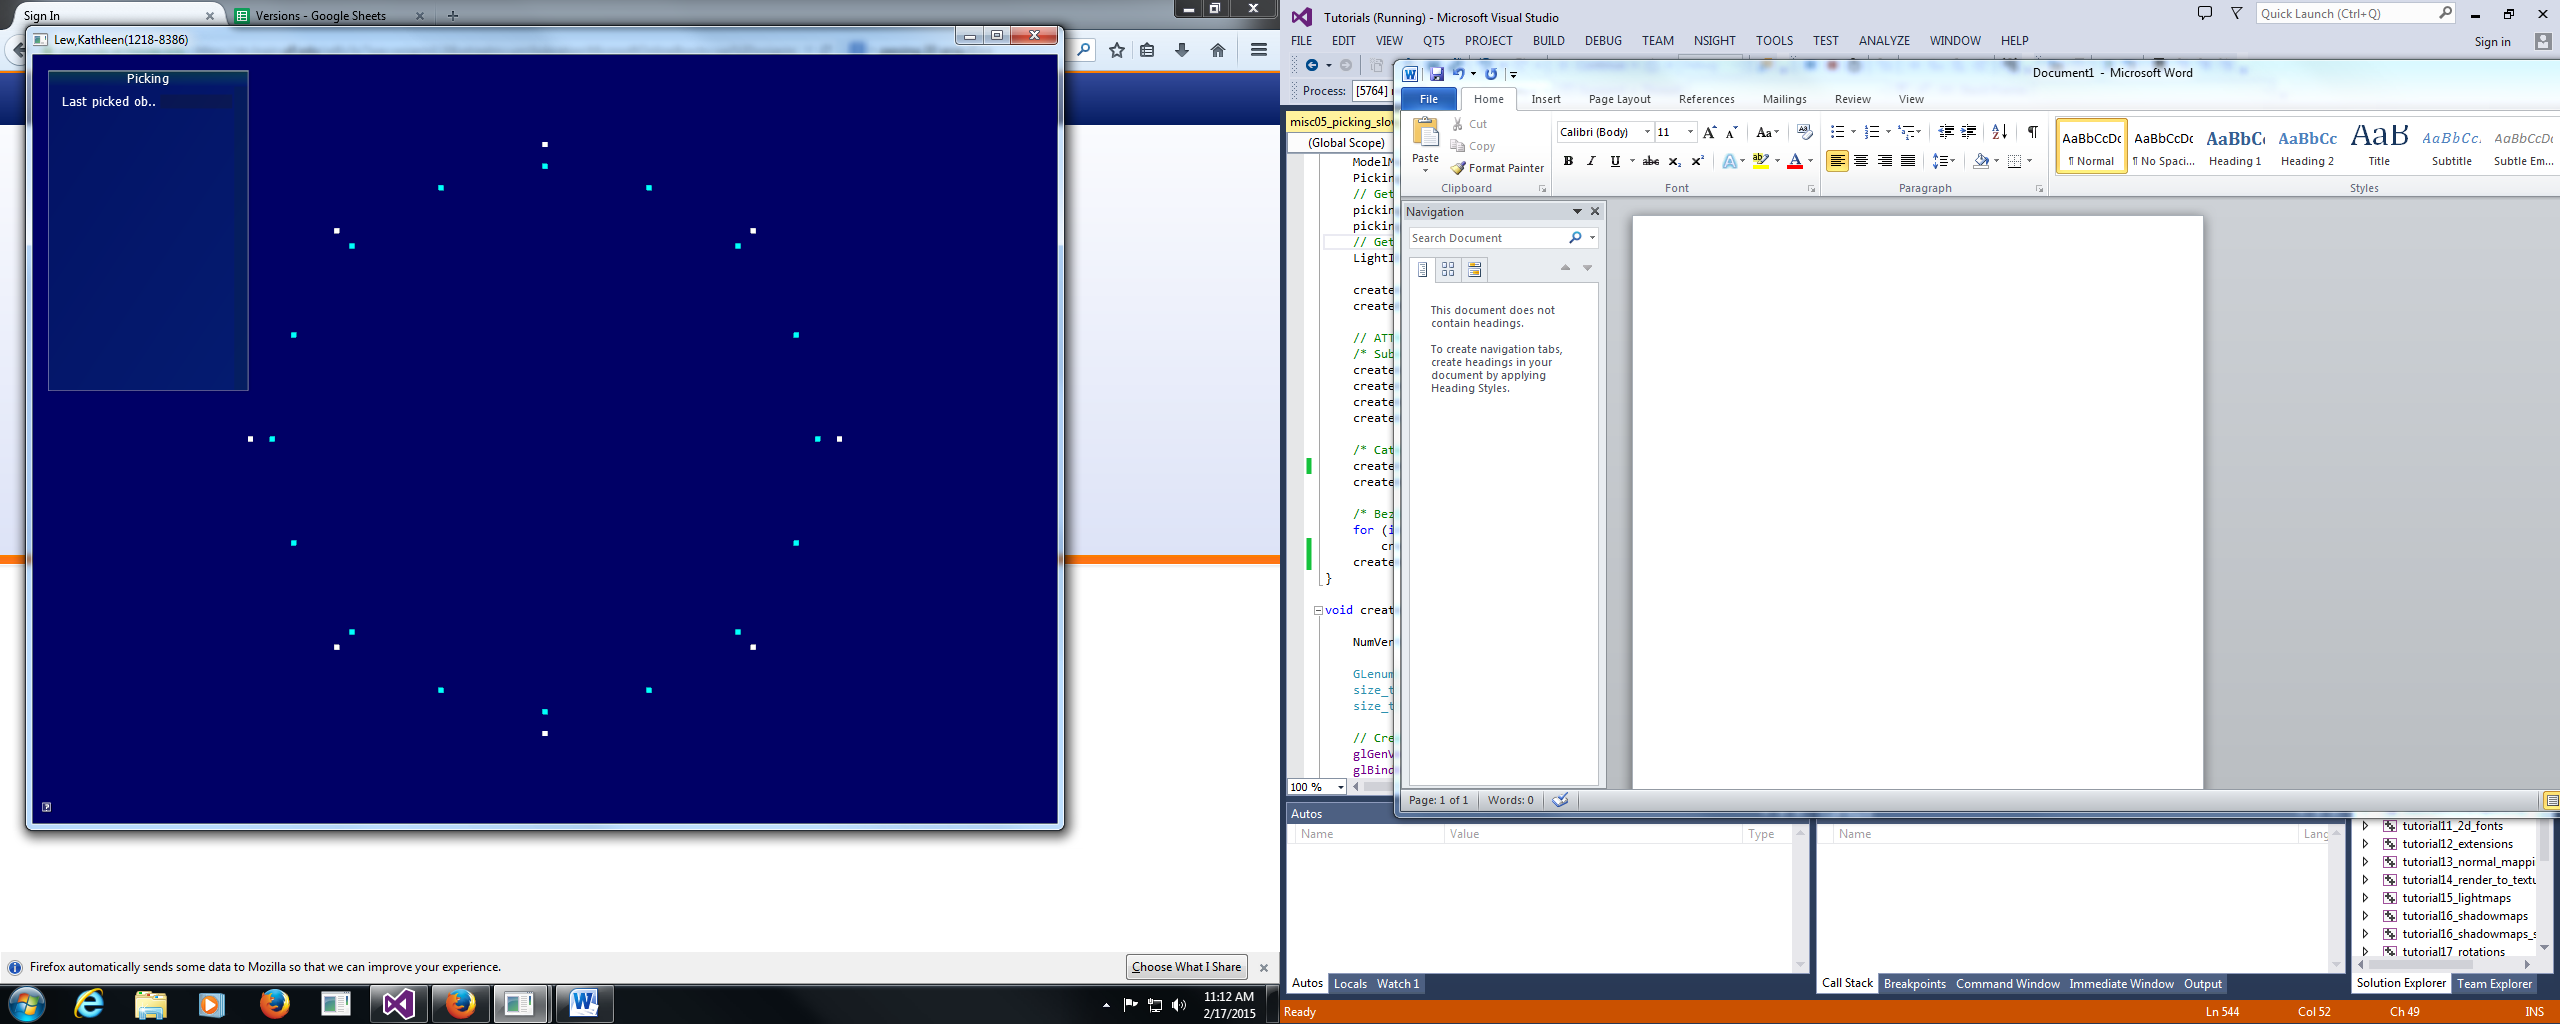 Sign In
Versions - Google Sheets
Lew,Kathleen(1218-8386)
Picking
Last picked ob..
Firefox automatically sends some data to Mozilla so that we can improve your experience.
Choose What I Share
11:12 AM
2/17/2015
Tutorials (Running) - Microsoft Visual Studio
Quick Launch (Ctrl+Q)
FILE EDIT VIEW QT5 PROJECT BUILD DEBUG TEAM NSIGHT TOOLS TEST ANALYZE WINDOW HELP
Sign in
Process: [5764]
misc05_picking_slo
(Global Scope)
ModelM
Pickin
// Get
pickin
pickin
// Get
LightI
create
create
// ATT
/* Sub
create
create
create
create
/* Cat
create
create
/* Bez
for (i
cr
create
}
void creat
NumVer
GLenum
size_t
size_t
// Cre
glGenV
glBind
100 %
Document1 - Microsoft Word
File Home Insert Page Layout References Mailings Review View
Paste
Cut
Copy
Format Painter
Clipboard
Calibri (Body) 11
Font
Paragraph
AaBbCcDc AaBbCcDc AaBbC AaBbCc AaB AaBbCc. AaBbCcDc
¶ Normal ¶ No Spaci... Heading 1 Heading 2 Title Subtitle Subtle Em...
Styles
Navigation
Search Document
This document does not
contain headings.
To create navigation tabs,
create headings in your
document by applying
Heading Styles.
Page: 1 of 1 Words: 0
Autos
Name Value Type
Name Lang
Autos Locals Watch 1
Call Stack Breakpoints Command Window Immediate Window Output
tutorial11_2d_fonts
tutorial12_extensions
tutorial13_normal_mappi
tutorial14_render_to_textu
tutorial15_lightmaps
tutorial16_shadowmaps
tutorial16_shadowmaps_s
tutorial17_rotations
Solution Explorer Team Explorer
Ready
Ln 544 Col 52 Ch 49 INS